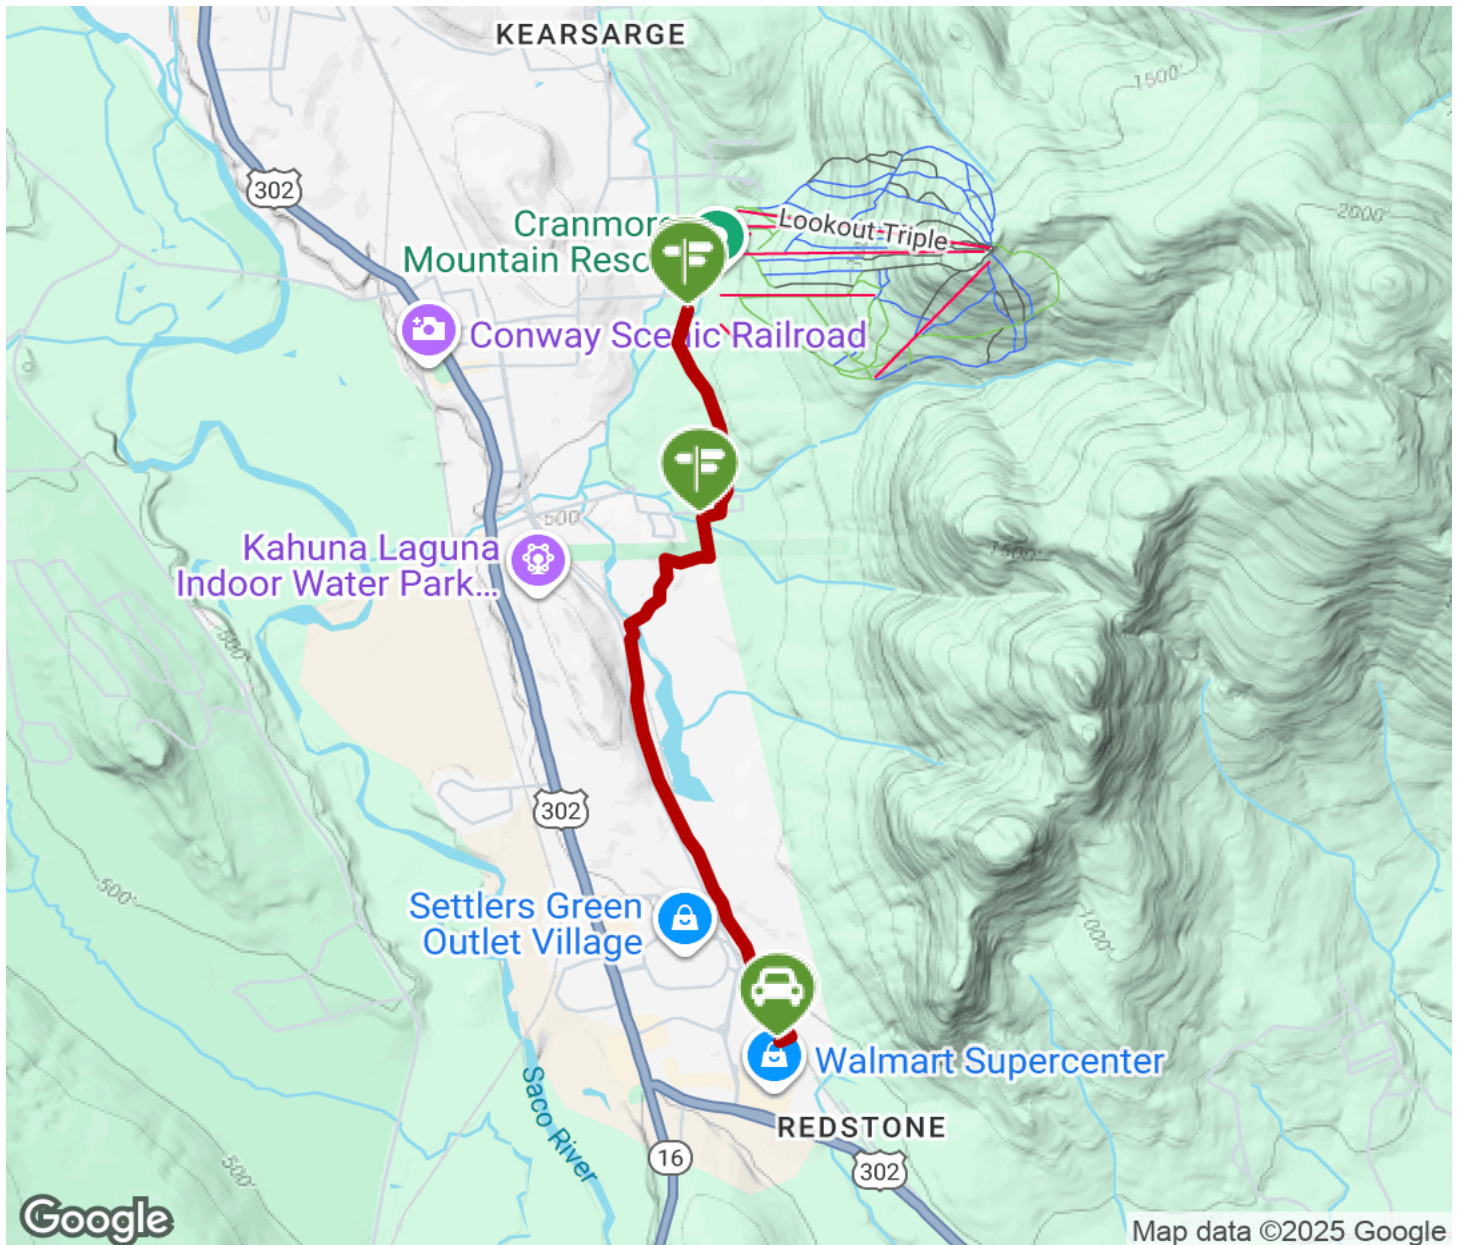 KEARSARGE
1500'
302
2000'
Cranmore
Mountain Reso
Lookout Triple
Conway Scenic Railroad
500
1500'
Kahuna Laguna
Indoor Water Park...
500'
302
500'
1000'
Settlers Green
Outlet Village
Walmart Supercenter
Saco River
REDSTONE
16
302
500'
Google
Map data ©2025 Google